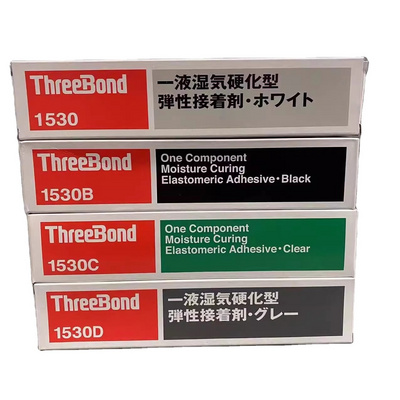 ThreeBond
1530
一液湿気硬化型
弾性接着剤・ホワイト
ThreeBond
1530B
One Component
Moisture Curing
Elastomeric Adhesive・Black
ThreeBond
1530C
One Component
Moisture Curing
Elastomeric Adhesive・Clear
ThreeBond
1530D
一液湿気硬化型
弾性接着剤・グレー